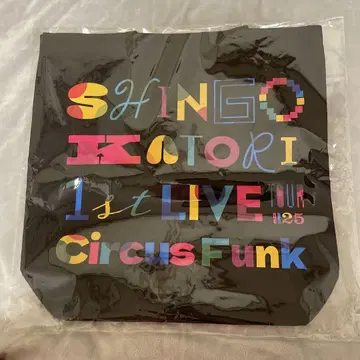 SHINGO
KATORI
1st LIVE TOUR 2025
Circus Funk